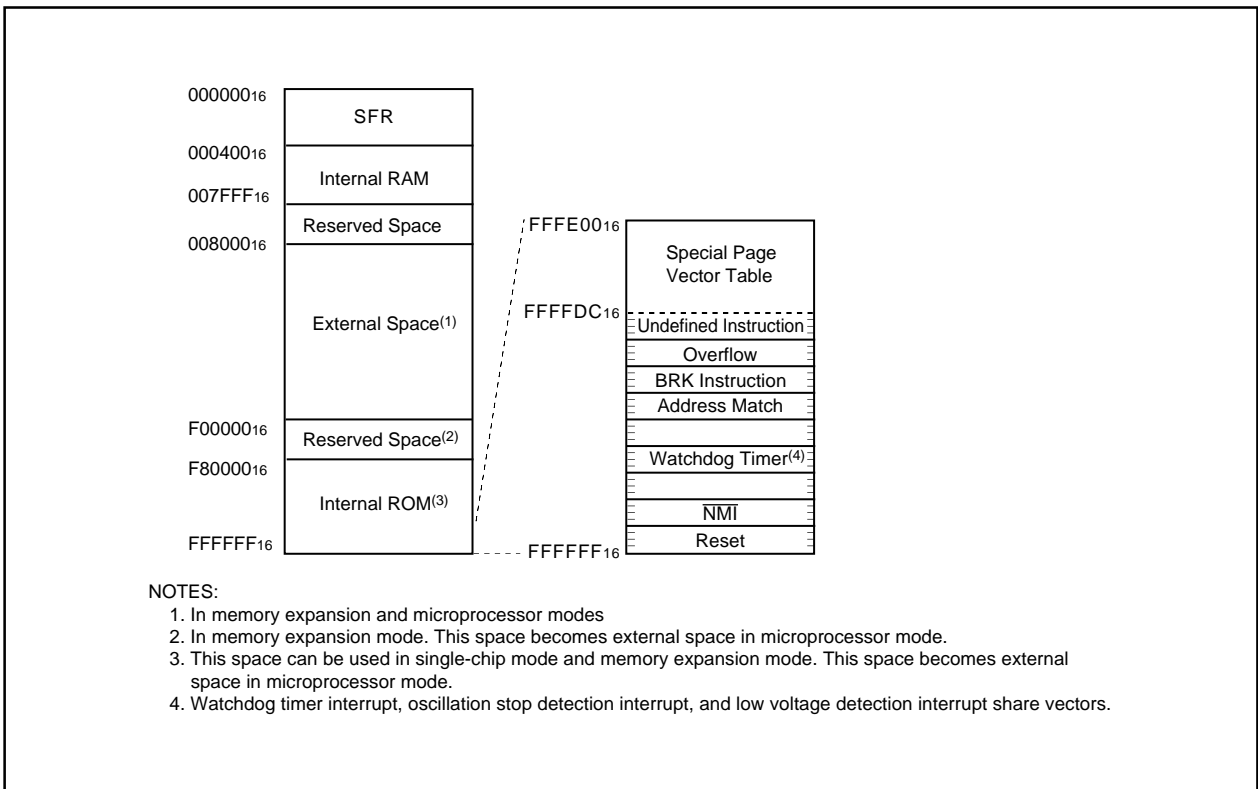 000000₁₆
SFR
000400₁₆
Internal RAM
007FFF₁₆
Reserved Space
008000₁₆
External Space(1)
F00000₁₆
Reserved Space(2)
F80000₁₆
Internal ROM(3)
FFFFFF₁₆
FFFE00₁₆
Special Page
Vector Table
FFFFDC₁₆
Undefined Instruction
Overflow
BRK Instruction
Address Match
Watchdog Timer(4)
N̅M̅I̅
Reset
FFFFFF₁₆
NOTES:
1. In memory expansion and microprocessor modes
2. In memory expansion mode. This space becomes external space in microprocessor mode.
3. This space can be used in single-chip mode and memory expansion mode. This space becomes external
space in microprocessor mode.
4. Watchdog timer interrupt, oscillation stop detection interrupt, and low voltage detection interrupt share vectors.